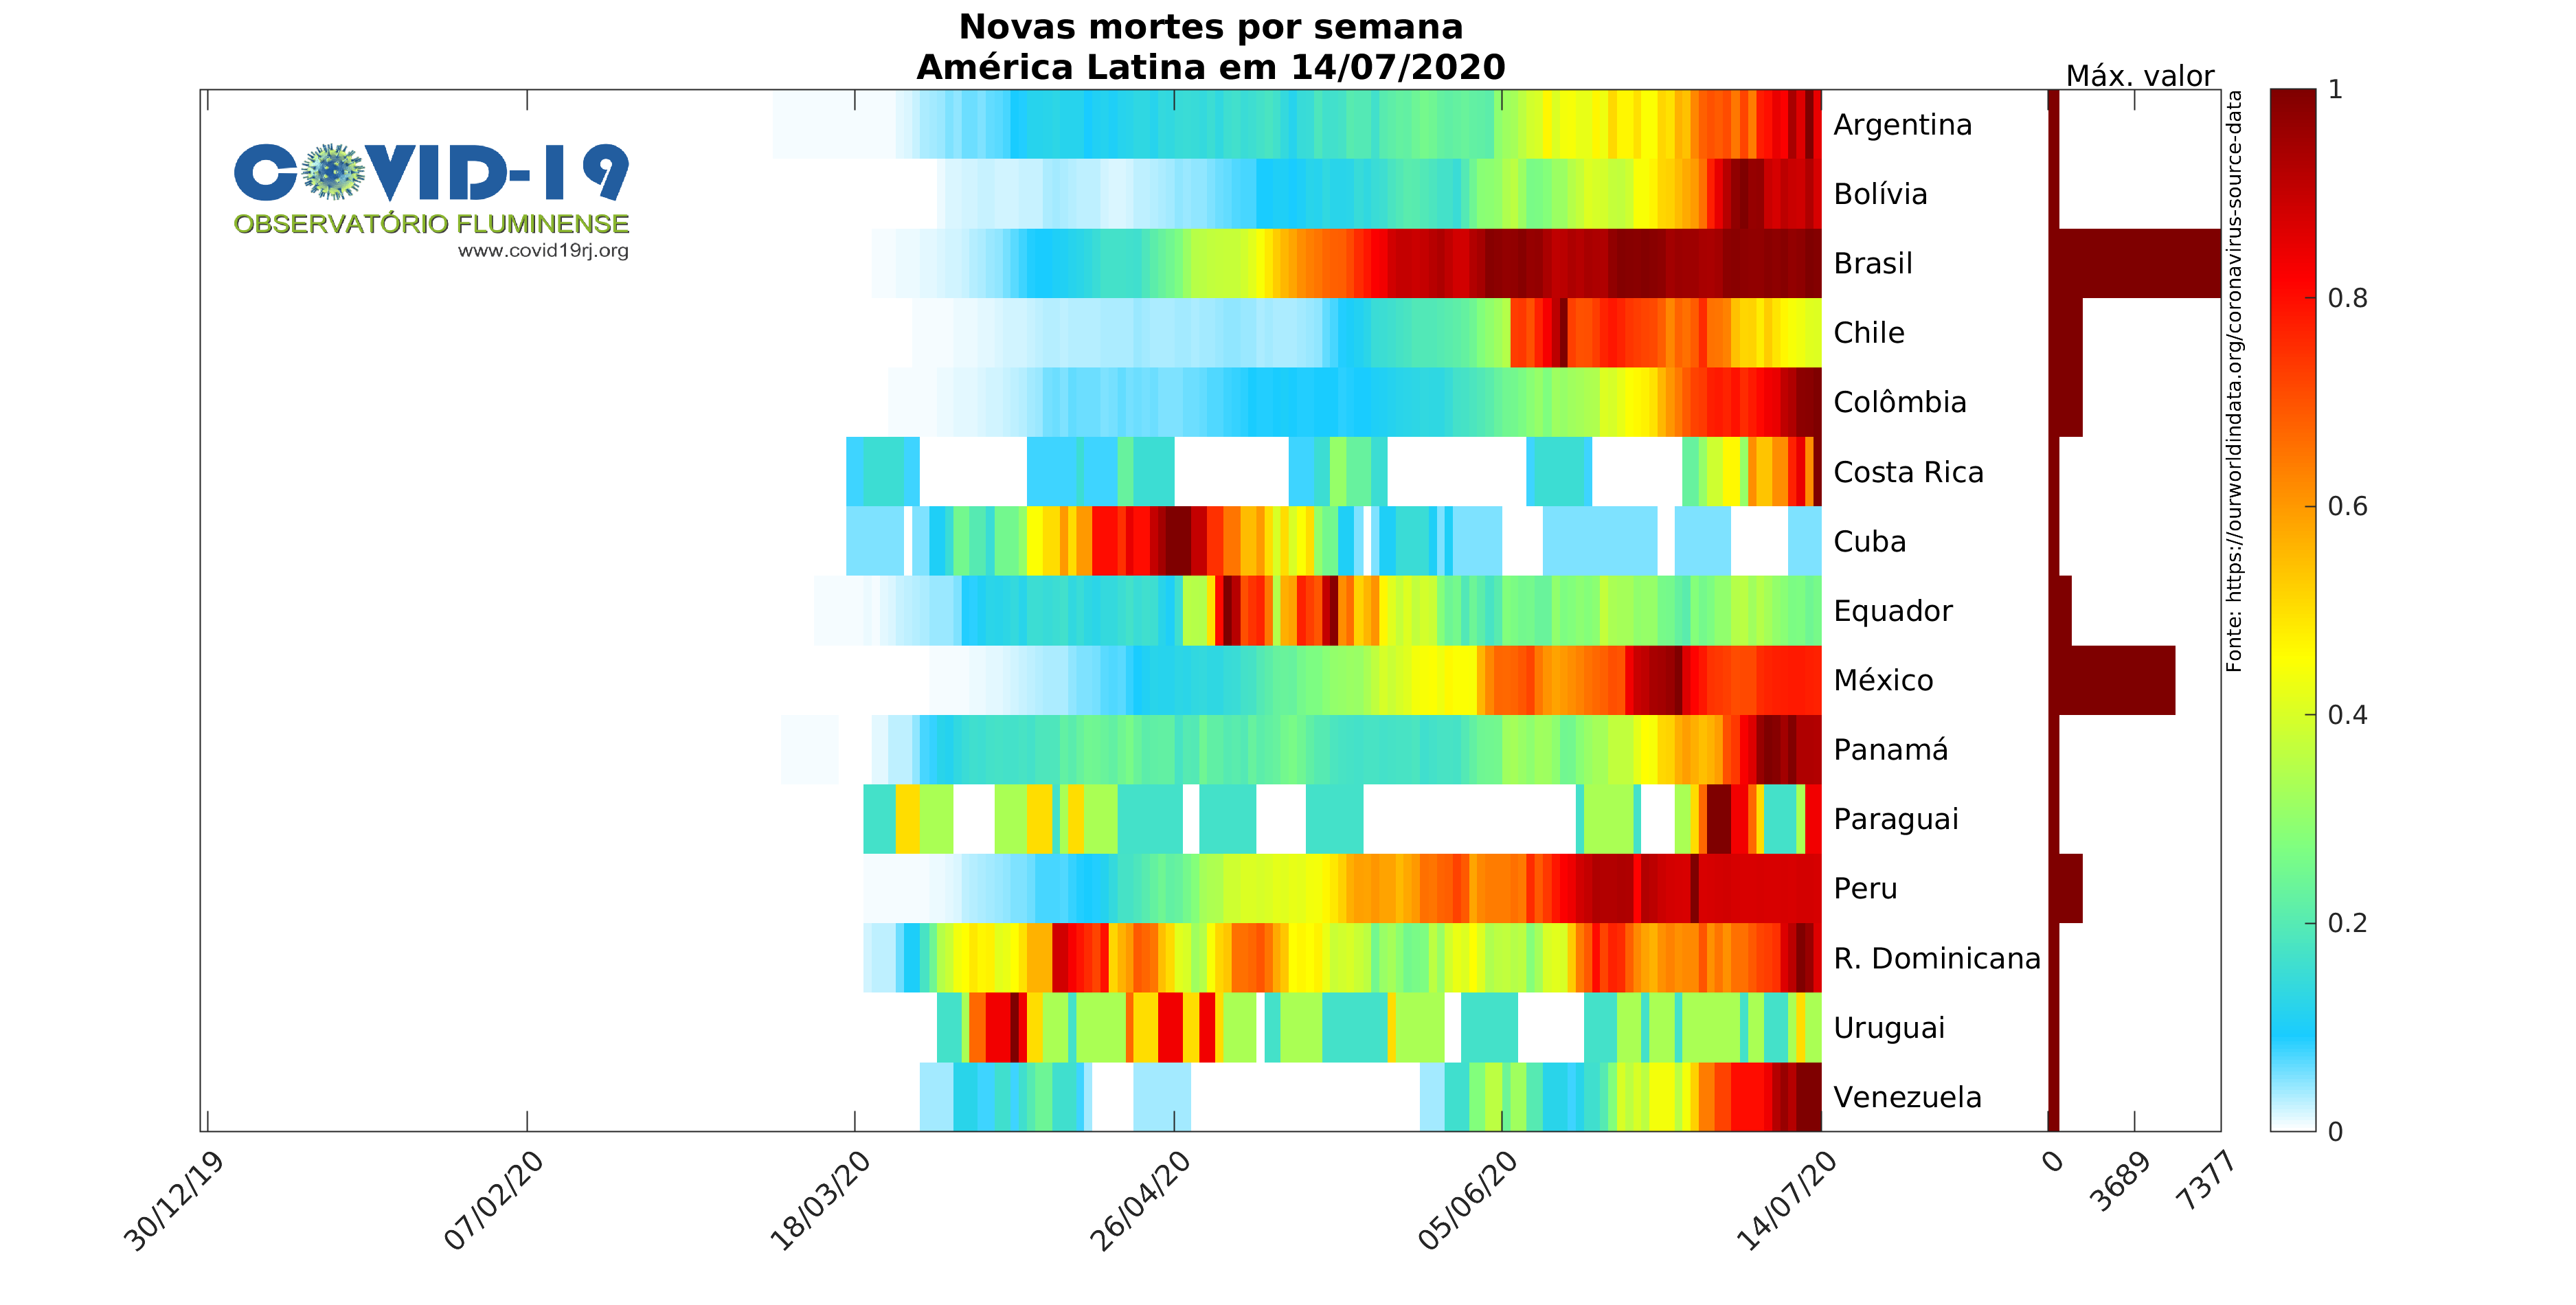 Novas mortes por semana
América Latina em 14/07/2020
Máx. valor
COVID-19
OBSERVATÓRIO FLUMINENSE
www.covid19rj.org
Argentina
Bolívia
Brasil
Chile
Colômbia
Costa Rica
Cuba
Equador
México
Panamá
Paraguai
Peru
R. Dominicana
Uruguai
Venezuela
Fonte: https://ourworldindata.org/coronavirus-source-data
1
0.8
0.6
0.4
0.2
0
30/12/19
07/02/20
18/03/20
26/04/20
05/06/20
14/07/20
0
3689
7377